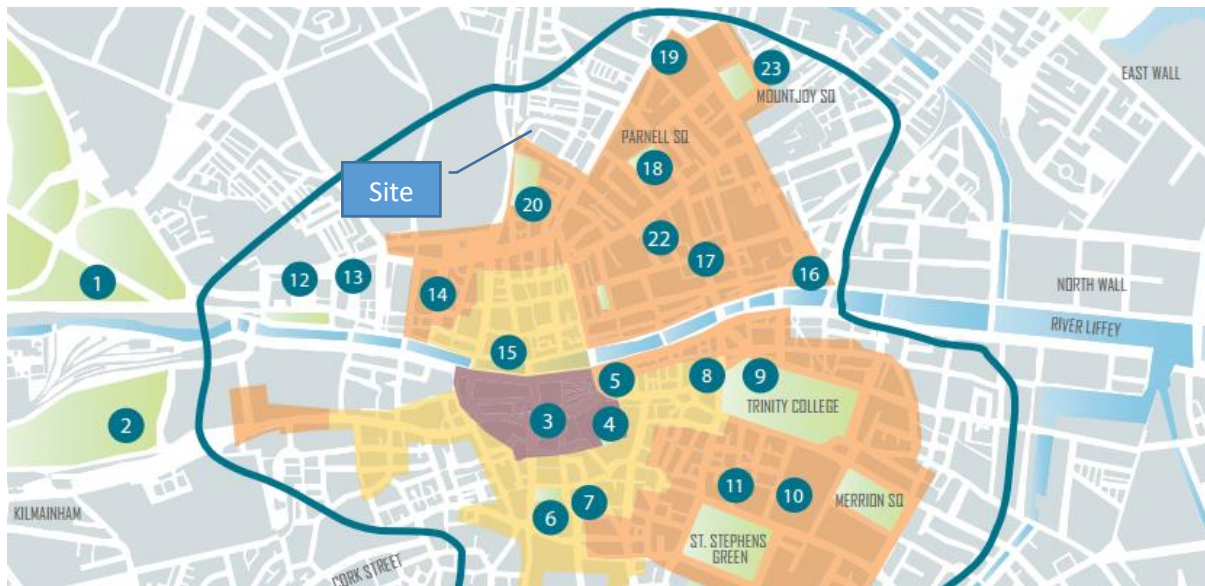 19
23
EAST WALL
MOUNTJOY SQ
PARNELL SQ
18
Site
20
22
17
16
1
12
13
14
NORTH WALL
RIVER LIFFEY
15
5
8
9
TRINITY COLLEGE
2
3
4
11
10
MERRION SQ
KILMAINHAM
6
7
ST. STEPHENS
GREEN
CORK STREET